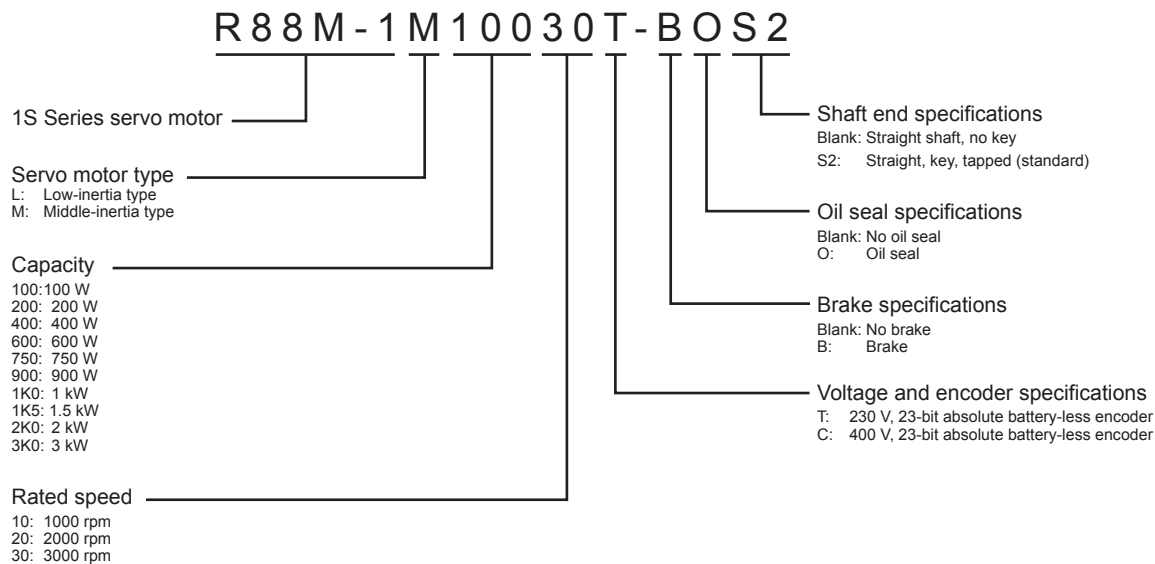 R88M-1M10030T-BOS2
1S Series servo motor
Servo motor type
L: Low-inertia type
M: Middle-inertia type
Capacity
100:100 W
200: 200 W
400: 400 W
600: 600 W
750: 750 W
900: 900 W
1K0: 1 kW
1K5: 1.5 kW
2K0: 2 kW
3K0: 3 kW
Rated speed
10: 1000 rpm
20: 2000 rpm
30: 3000 rpm
Shaft end specifications
Blank: Straight shaft, no key
S2: Straight, key, tapped (standard)
Oil seal specifications
Blank: No oil seal
O: Oil seal
Brake specifications
Blank: No brake
B: Brake
Voltage and encoder specifications
T: 230 V, 23-bit absolute battery-less encoder
C: 400 V, 23-bit absolute battery-less encoder